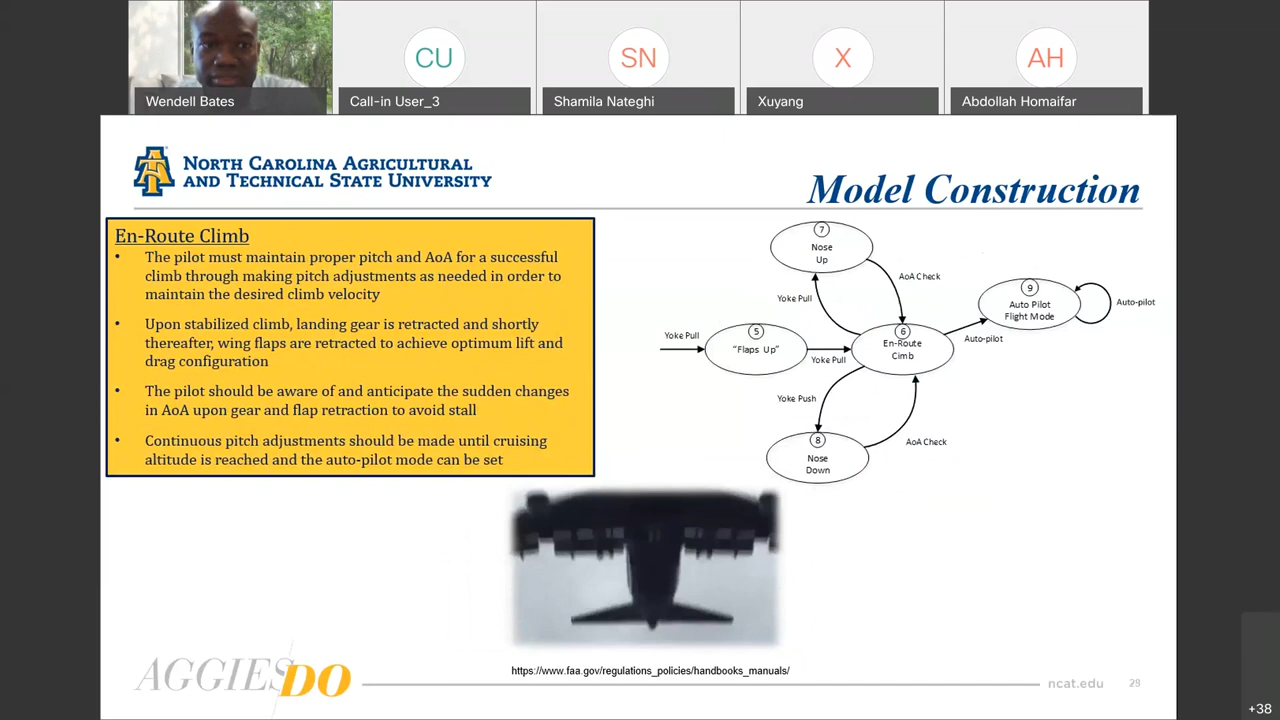 CU
SN
X
AH
Wendell Bates
Call-in User_3
Shamila Nateghi
Xuyang
Abdollah Homaifar
NORTH CAROLINA AGRICULTURAL
AND TECHNICAL STATE UNIVERSITY
Model Construction
En-Route Climb
• The pilot must maintain proper pitch and AoA for a successful
climb through making pitch adjustments as needed in order to
maintain the desired climb velocity
• Upon stabilized climb, landing gear is retracted and shortly
thereafter, wing flaps are retracted to achieve optimum lift and
drag configuration
• The pilot should be aware of and anticipate the sudden changes
in AoA upon gear and flap retraction to avoid stall
• Continuous pitch adjustments should be made until cruising
altitude is reached and the auto-pilot mode can be set
7
Nose
Up
AoA Check
Yoke Pull
9
Auto Pilot
Flight Mode
Auto-pilot
Yoke Pull
5
"Flaps Up"
Yoke Pull
6
En-Route
Cimb
Auto-pilot
Yoke Push
8
Nose
Down
AoA Check
https://www.faa.gov/regulations_policies/handbooks_manuals/
AGGIES DO
ncat.edu
+38